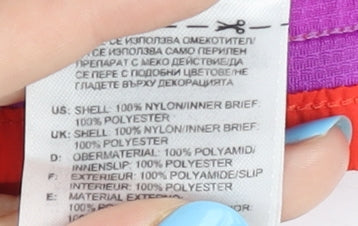 СЕ ИЗПОЛЗВА ОМЕКОТИТЕЛ/
СЕ ИЗПОЛЗВА САМО ПЕРИЛЕН
ПРЕПАРАТ С МЕКО ДЕЙСТВИЕ/ДА
СЕ ПЕРЕ С ПОДОБНИ ЦВЕТОВЕ/НЕ
ГЛАДЕТЕ ВЪРХУ ДЕКОРАЦИЯТА
US: SHELL: 100% NYLON/INNER BRIEF:
100% POLYESTER
UK: SHELL: 100% NYLON/INNER BRIEF:
100% POLYESTER
D: OBERMATERIAL: 100% POLYAMID/
INNENSLIP: 100% POLYESTER
F: EXTERIEUR: 100% POLYAMIDE/SLIP
INTERIEUR: 100% POLYESTER
E: MATERIAL EXTERNO:
100%